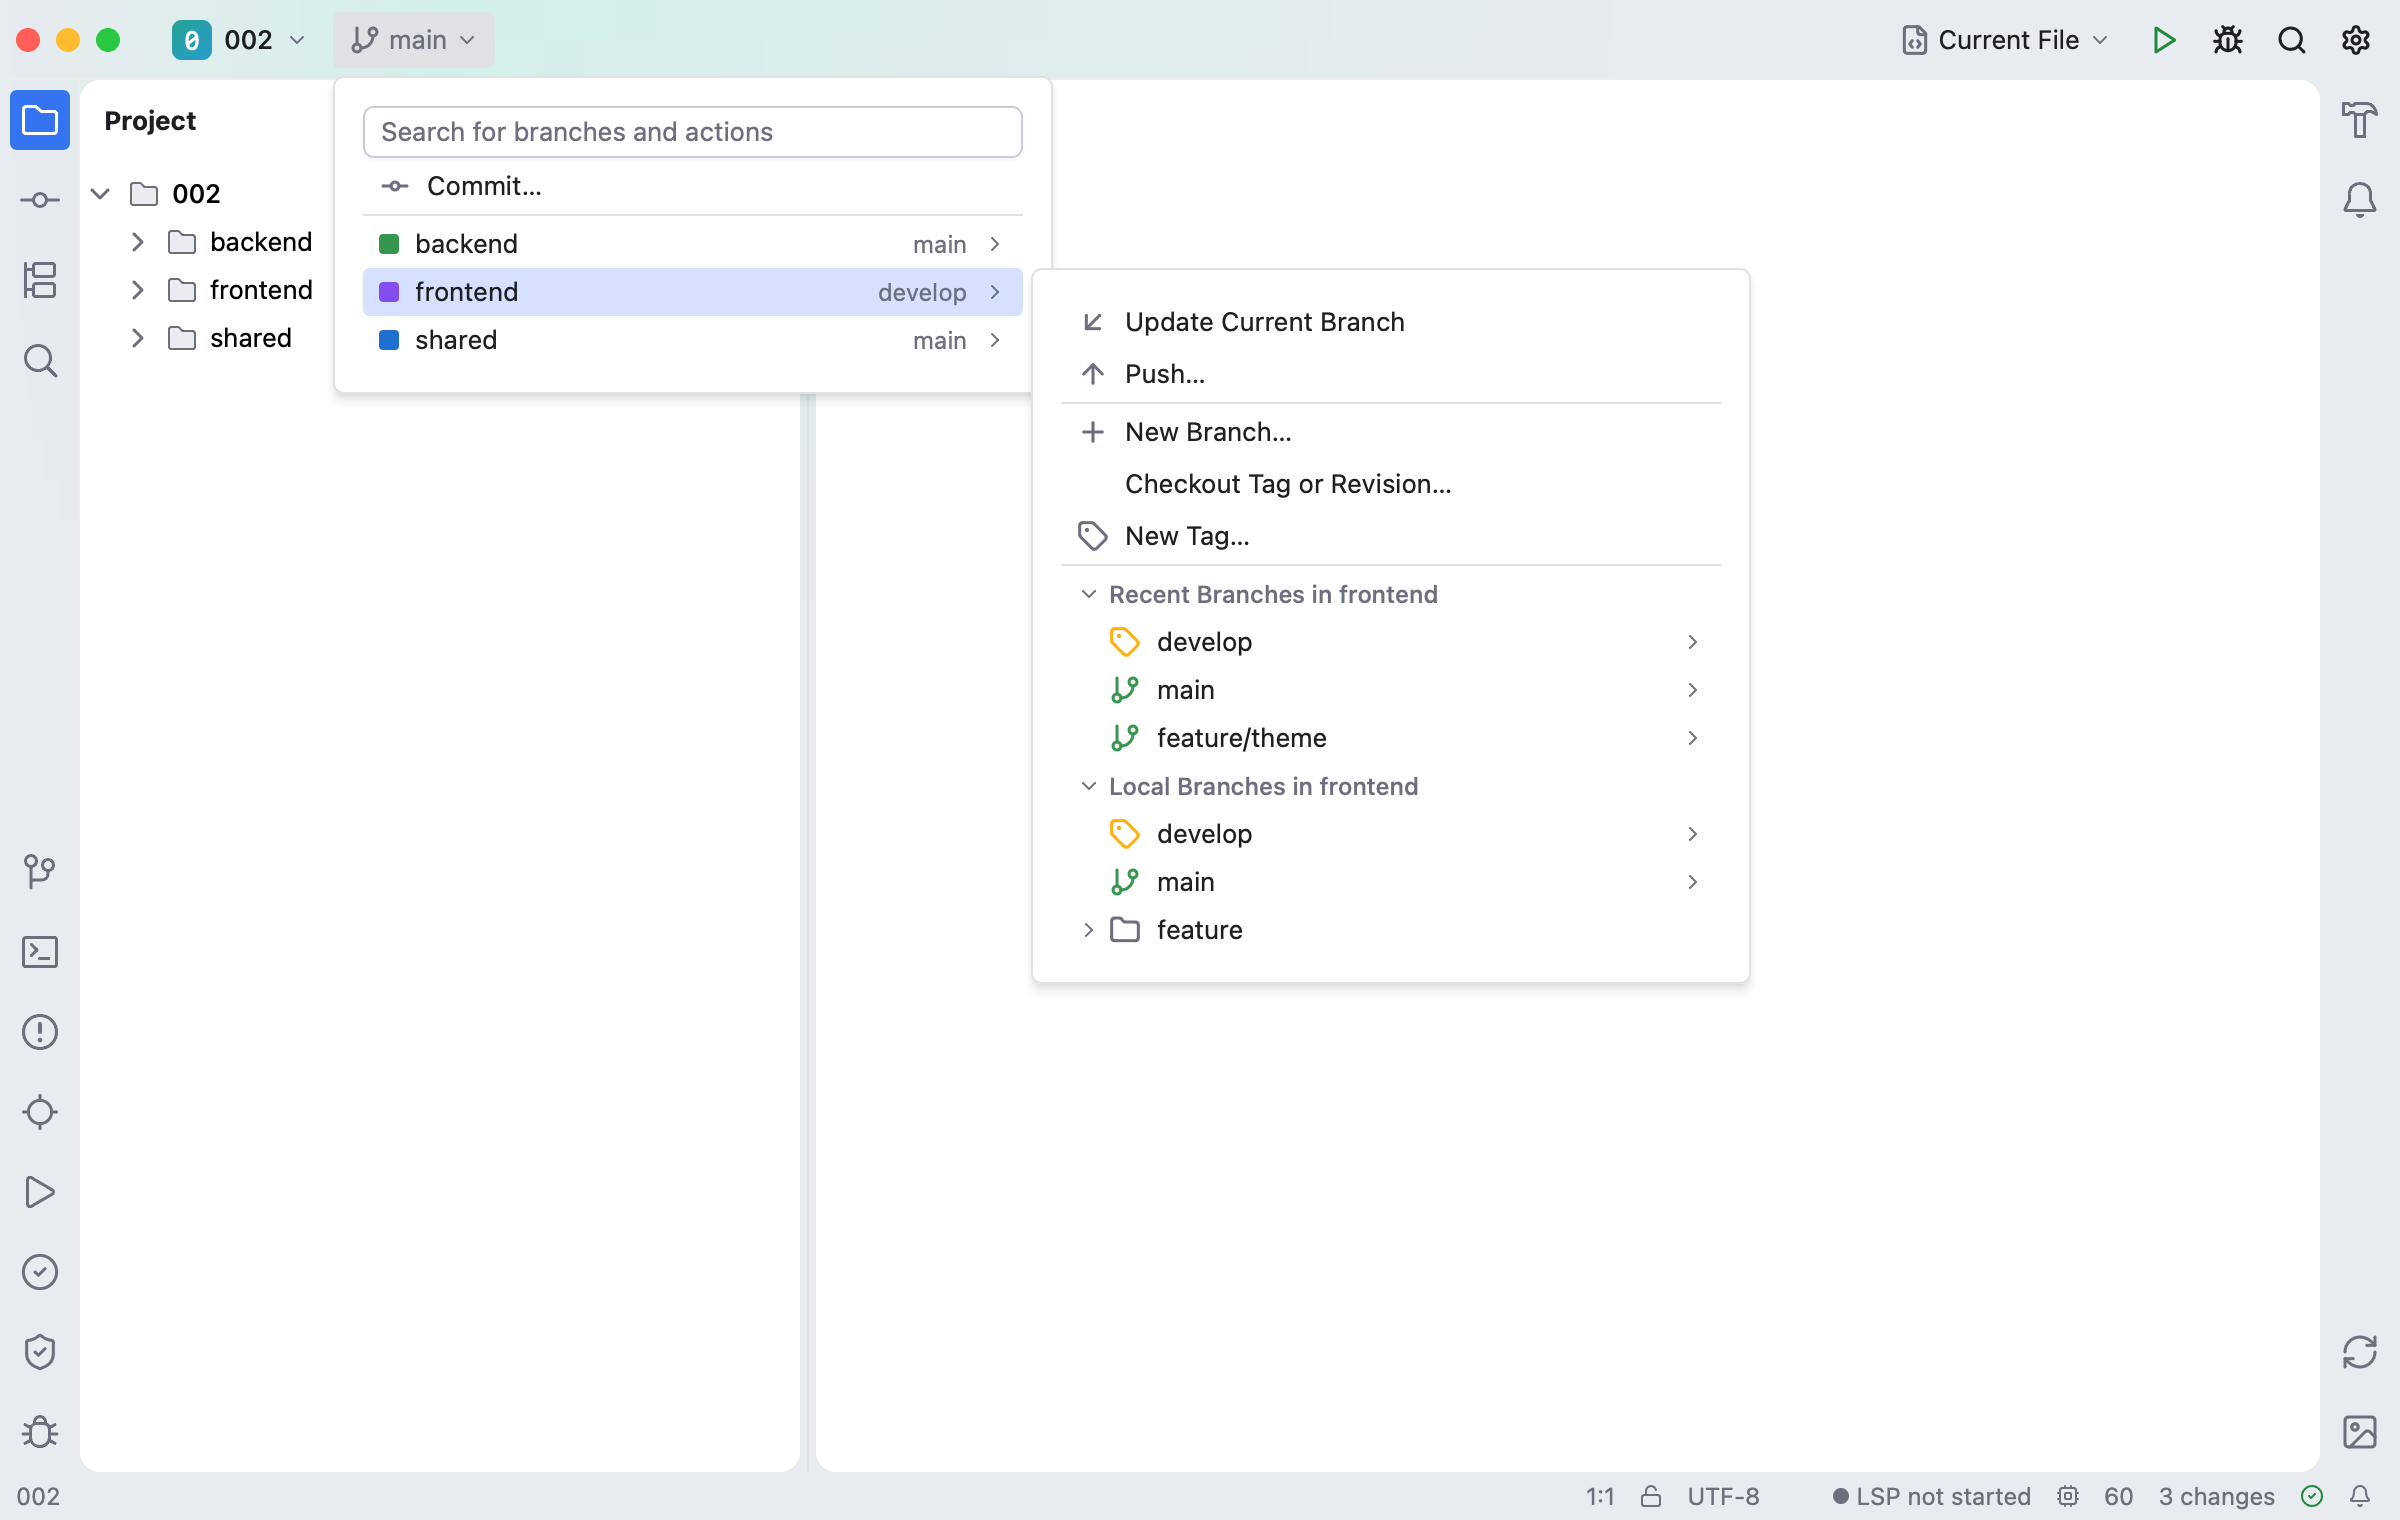 0 002 main Current File
Project
Search for branches and actions
Commit...
002
backend
frontend
shared
backend main
frontend develop
shared main
Update Current Branch
Push...
New Branch...
Checkout Tag or Revision...
New Tag...
Recent Branches in frontend
develop
main
feature/theme
Local Branches in frontend
develop
main
feature
002 1:1 UTF-8 LSP not started 60 3 changes